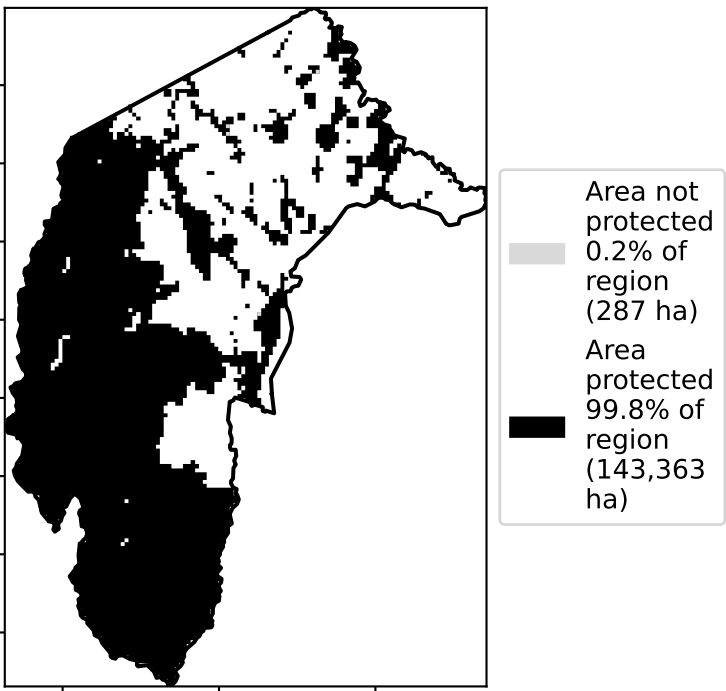 Area not
protected
0.2% of
region
(287 ha)
Area
protected
99.8% of
region
(143,363
ha)